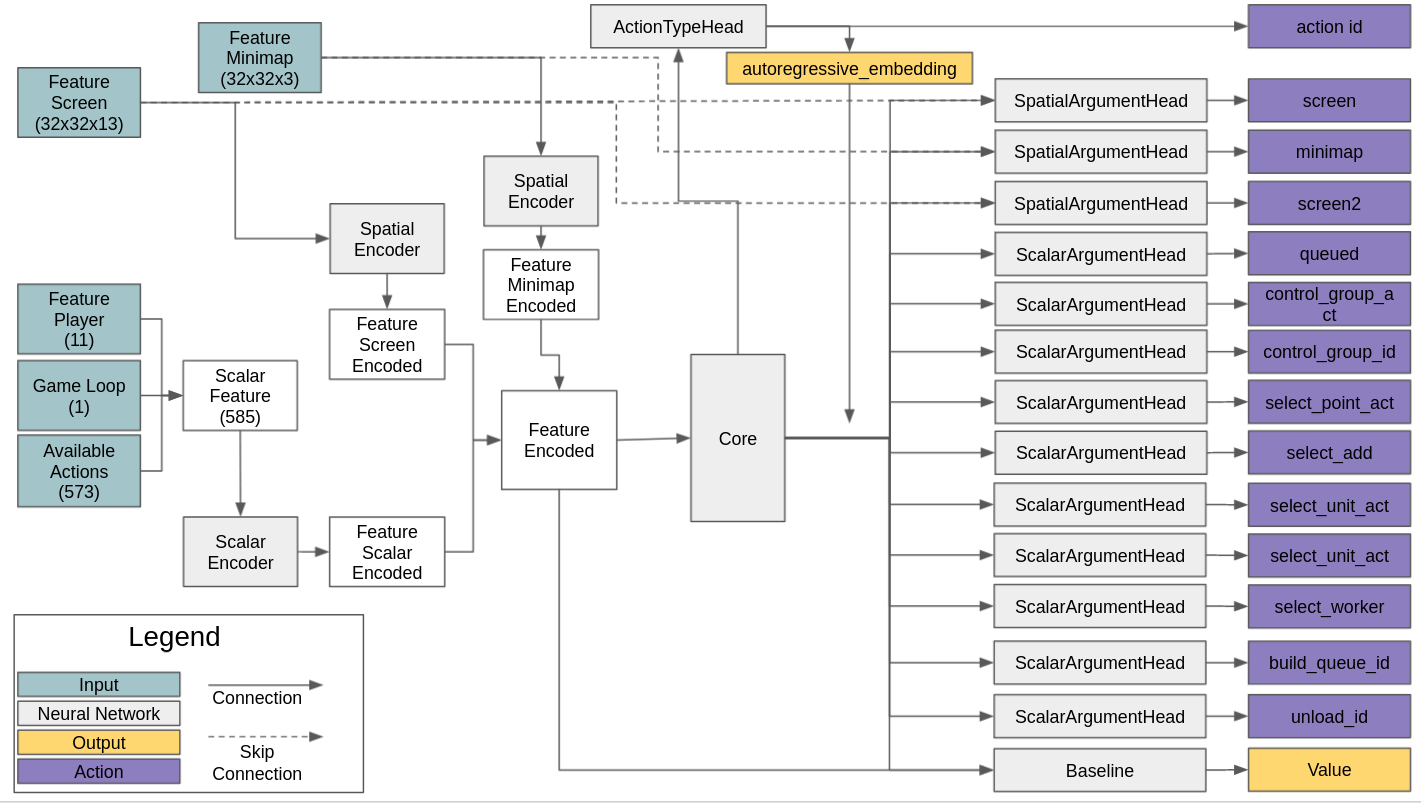 Feature
Minimap
(32x32x3)
ActionTypeHead
action id
autoregressive_embedding
Feature
Screen
(32x32x13)
SpatialArgumentHead
screen
SpatialArgumentHead
minimap
SpatialArgumentHead
screen2
Spatial
Encoder
Spatial
Encoder
ScalarArgumentHead
queued
Feature
Minimap
Encoded
Feature
Player
(11)
ScalarArgumentHead
control_group_a
ct
Feature
Screen
Encoded
ScalarArgumentHead
control_group_id
Game Loop
(1)
Scalar
Feature
(585)
ScalarArgumentHead
select_point_act
Feature
Encoded
Core
ScalarArgumentHead
select_add
Available
Actions
(573)
ScalarArgumentHead
select_unit_act
Scalar
Encoder
Feature
Scalar
Encoded
ScalarArgumentHead
select_unit_act
ScalarArgumentHead
select_worker
ScalarArgumentHead
build_queue_id
ScalarArgumentHead
unload_id
Baseline
Value
Legend
Input
Neural Network
Output
Action
Connection
Skip
Connection